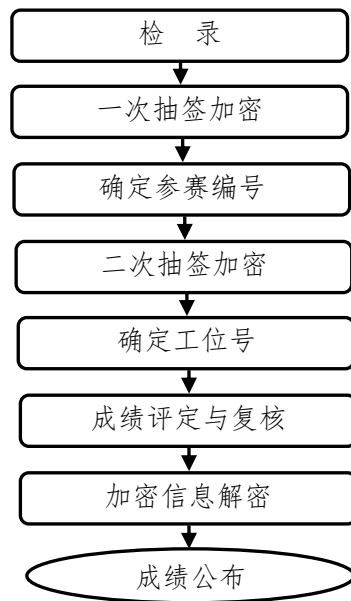 检 录
一次抽签加密
确定参赛编号
二次抽签加密
确定工位号
成绩评定与复核
加密信息解密
成绩公布